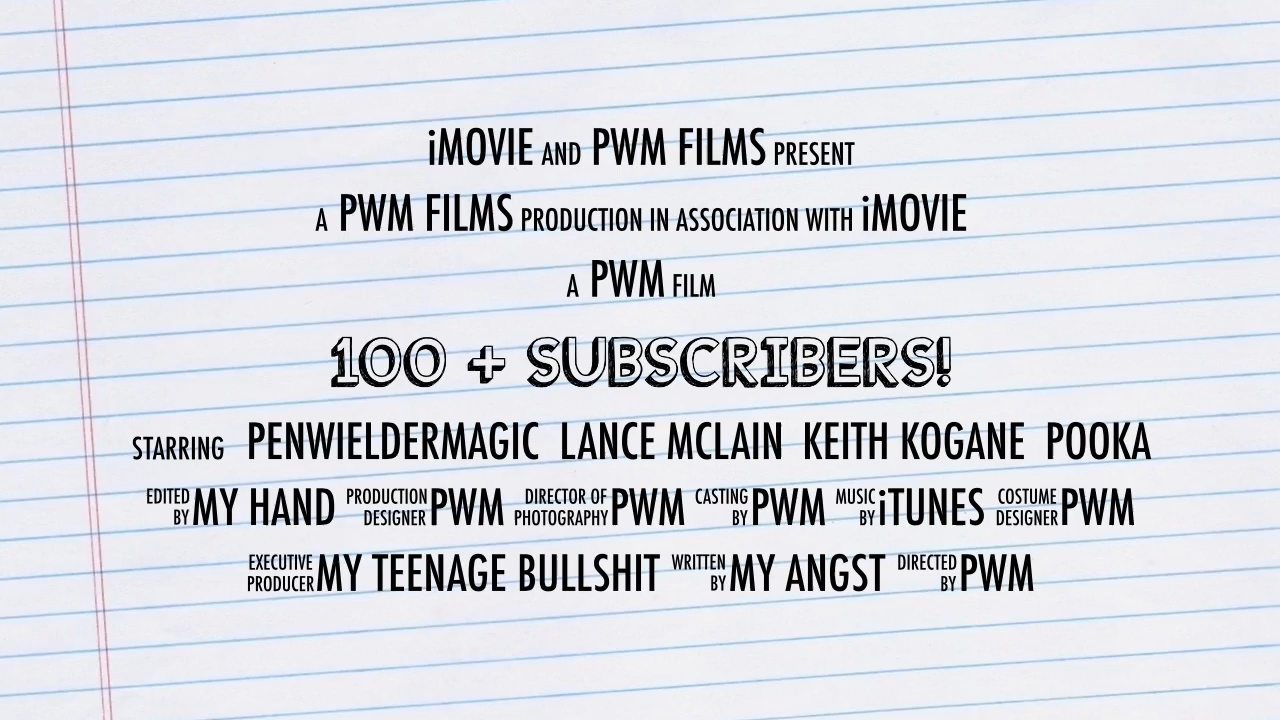 iMOVIE AND PWM FILMS PRESENT
A PWM FILMS PRODUCTION IN ASSOCIATION WITH iMOVIE
A PWM FILM
100 + SUBSCRIBERS!
STARRING PENWIELDERMAGIC LANCE MCLAIN KEITH KOGANE POOKA
EDITED BY MY HAND PRODUCTION DESIGNER PWM DIRECTOR OF PHOTOGRAPHY PWM CASTING BY PWM MUSIC BY iTUNES COSTUME DESIGNER PWM
EXECUTIVE PRODUCER MY TEENAGE BULLSHIT WRITTEN BY MY ANGST DIRECTED BY PWM